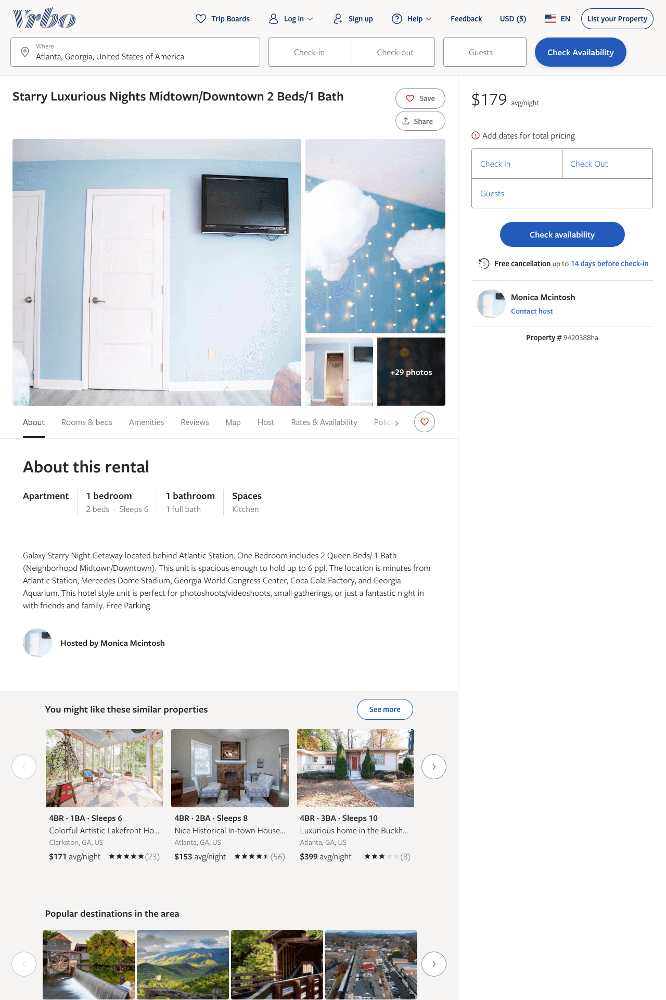 Vrbo
Trip Boards
Log in
Sign up
Help
Feedback
USD ($)
EN
List your Property
Where
Atlanta, Georgia, United States of America
Check-in
Check-out
Guests
Check Availability
Starry Luxurious Nights Midtown/Downtown 2 Beds/1 Bath
Save
Share
+29 photos
$179 avg/night
Add dates for total pricing
Check In
Check Out
Guests
Check availability
Free cancellation up to 14 days before check-in
Monica Mcintosh
Contact host
Property # 9420388ha
About
Rooms & beds
Amenities
Reviews
Map
Host
Rates & Availability
Polici
About this rental
Apartment
1 bedroom
2 beds · Sleeps 6
1 bathroom
1 full bath
Spaces
Kitchen
Galaxy Starry Night Getaway located behind Atlantic Station. One Bedroom includes 2 Queen Beds/ 1 Bath
(Neighborhood Midtown/Downtown). This unit is spacious enough to hold up to 6 ppl. The location is minutes from
Atlantic Station, Mercedes Dome Stadium, Georgia World Congress Center, Coca Cola Factory, and Georgia
Aquarium. This hotel style unit is perfect for photoshoots/videoshoots, small gatherings, or just a fantastic night in
with friends and family. Free Parking
Hosted by Monica Mcintosh
You might like these similar properties
See more
4BR · 1BA · Sleeps 6
Colorful Artistic Lakefront Ho...
Clarkston, GA, US
$171 avg/night
(23)
4BR · 2BA · Sleeps 8
Nice Historical In-town House...
Atlanta, GA, US
$153 avg/night
(56)
4BR · 3BA · Sleeps 10
Luxurious home in the Buckh...
Atlanta, GA, US
$399 avg/night
(8)
Popular destinations in the area